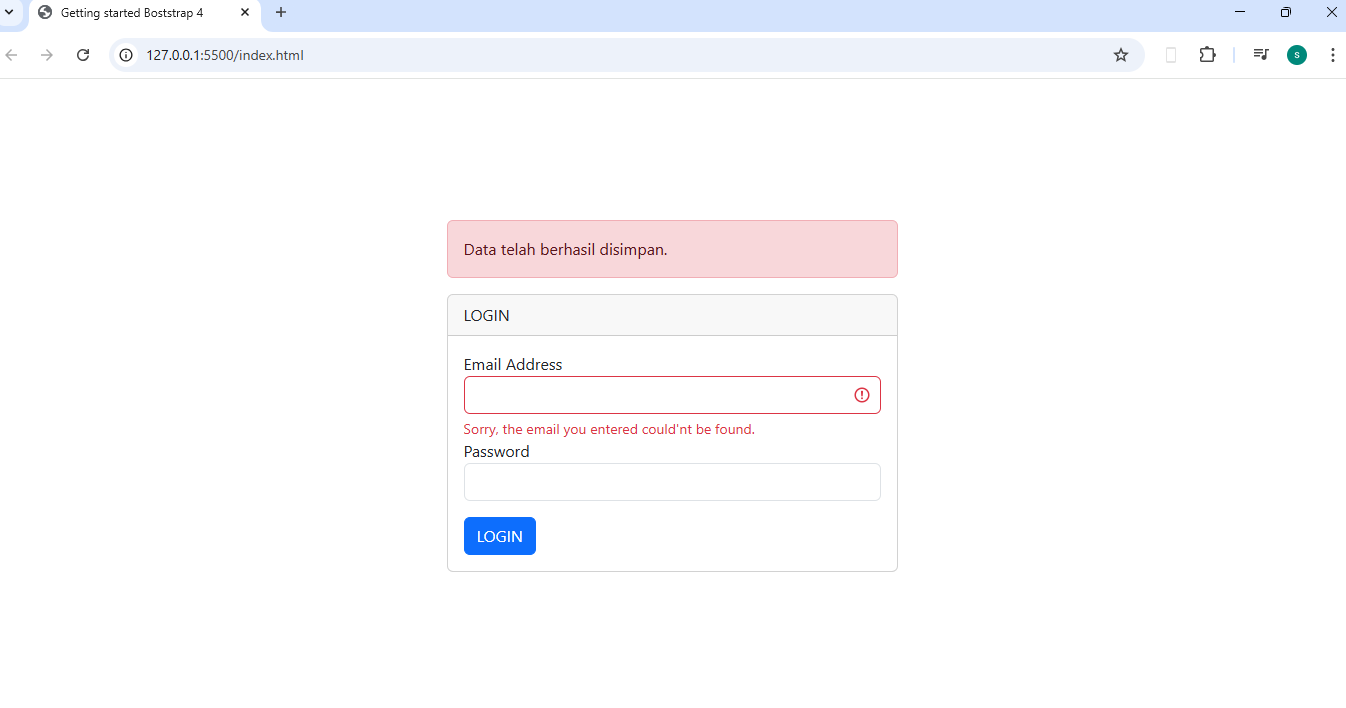 Getting started Boststrap 4
127.0.0.1:5500/index.html
S
Data telah berhasil disimpan.
LOGIN
Email Address
Sorry, the email you entered could'nt be found.
Password
LOGIN